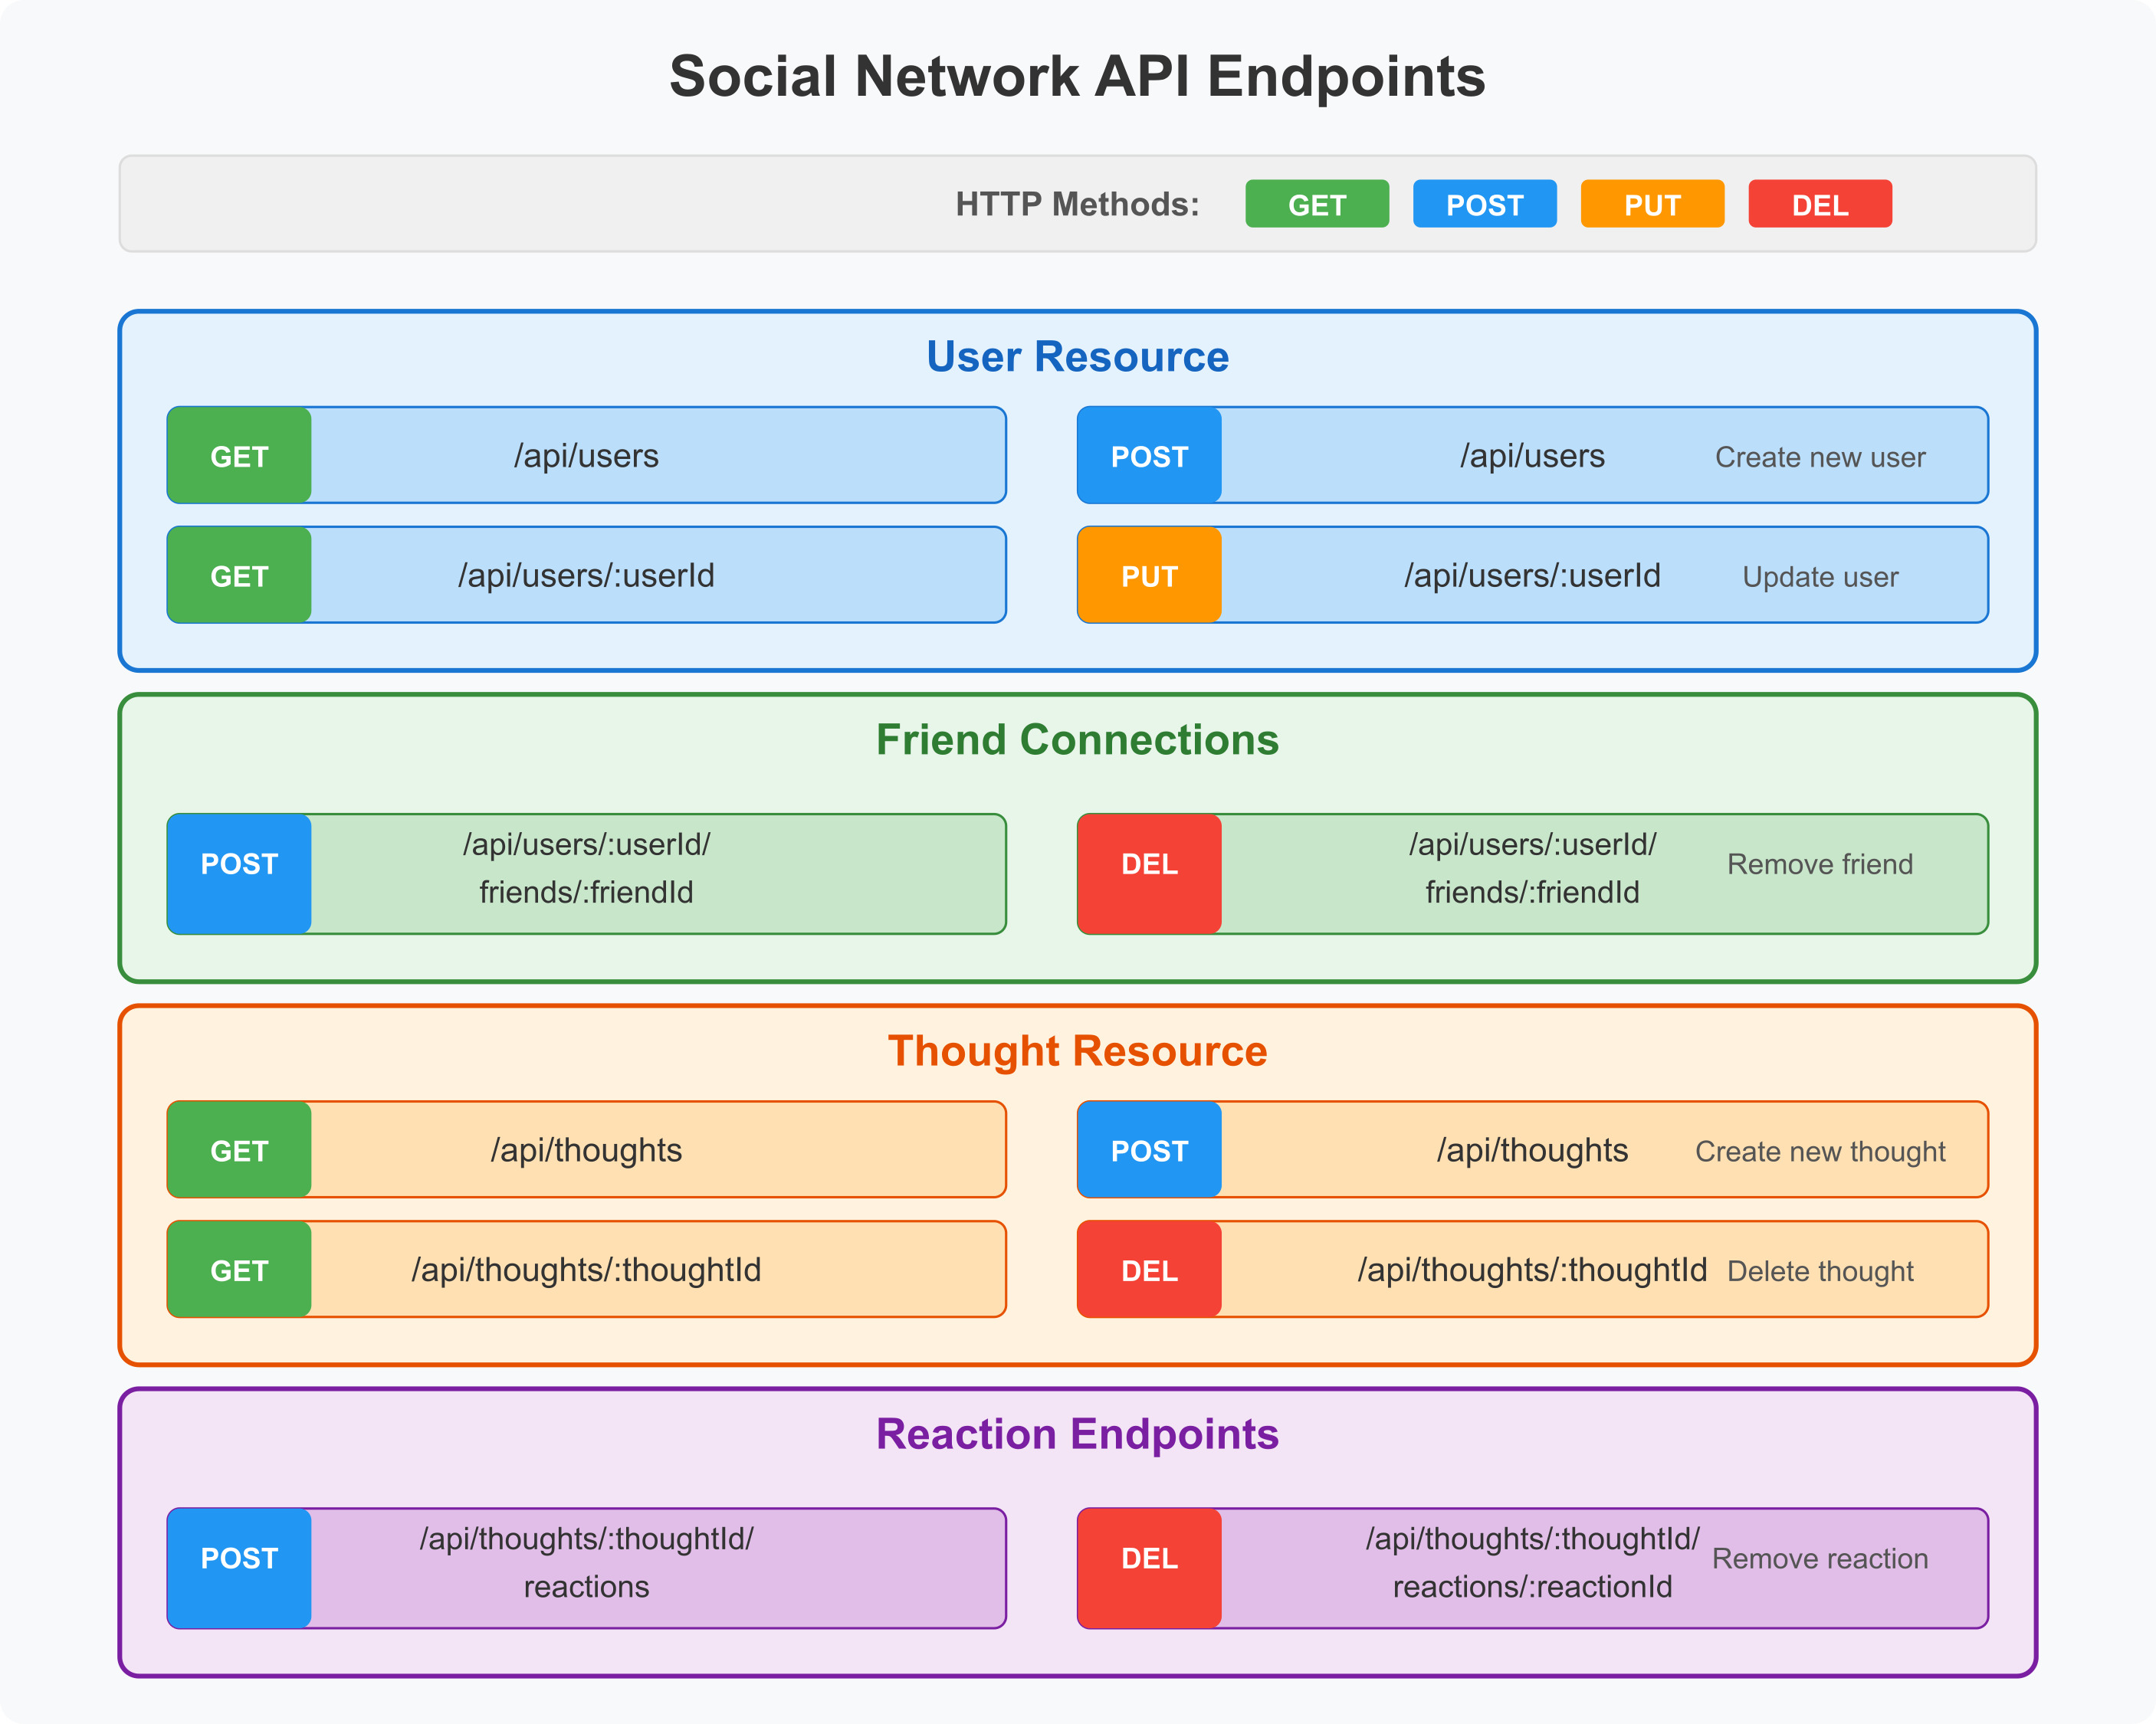 Social Network API Endpoints
HTTP Methods: GET POST PUT DEL
User Resource
GET /api/users
POST /api/users Create new user
GET /api/users/:userId
PUT /api/users/:userId Update user
Friend Connections
POST /api/users/:userId/
friends/:friendId
DEL /api/users/:userId/ Remove friend
friends/:friendId
Thought Resource
GET /api/thoughts
POST /api/thoughts Create new thought
GET /api/thoughts/:thoughtId
DEL /api/thoughts/:thoughtId Delete thought
Reaction Endpoints
POST /api/thoughts/:thoughtId/
reactions
DEL /api/thoughts/:thoughtId/ Remove reaction
reactions/:reactionId